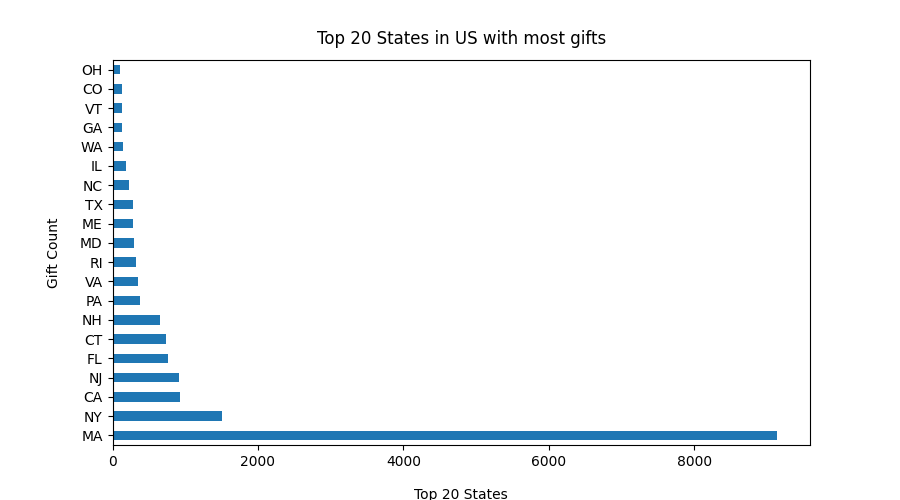 Top 20 States in US with most gifts
OH
CO
VT
GA
WA
IL
NC
TX
ME
MD
RI
VA
PA
NH
CT
FL
NJ
CA
NY
MA
Gift Count
0 2000 4000 6000 8000
Top 20 States